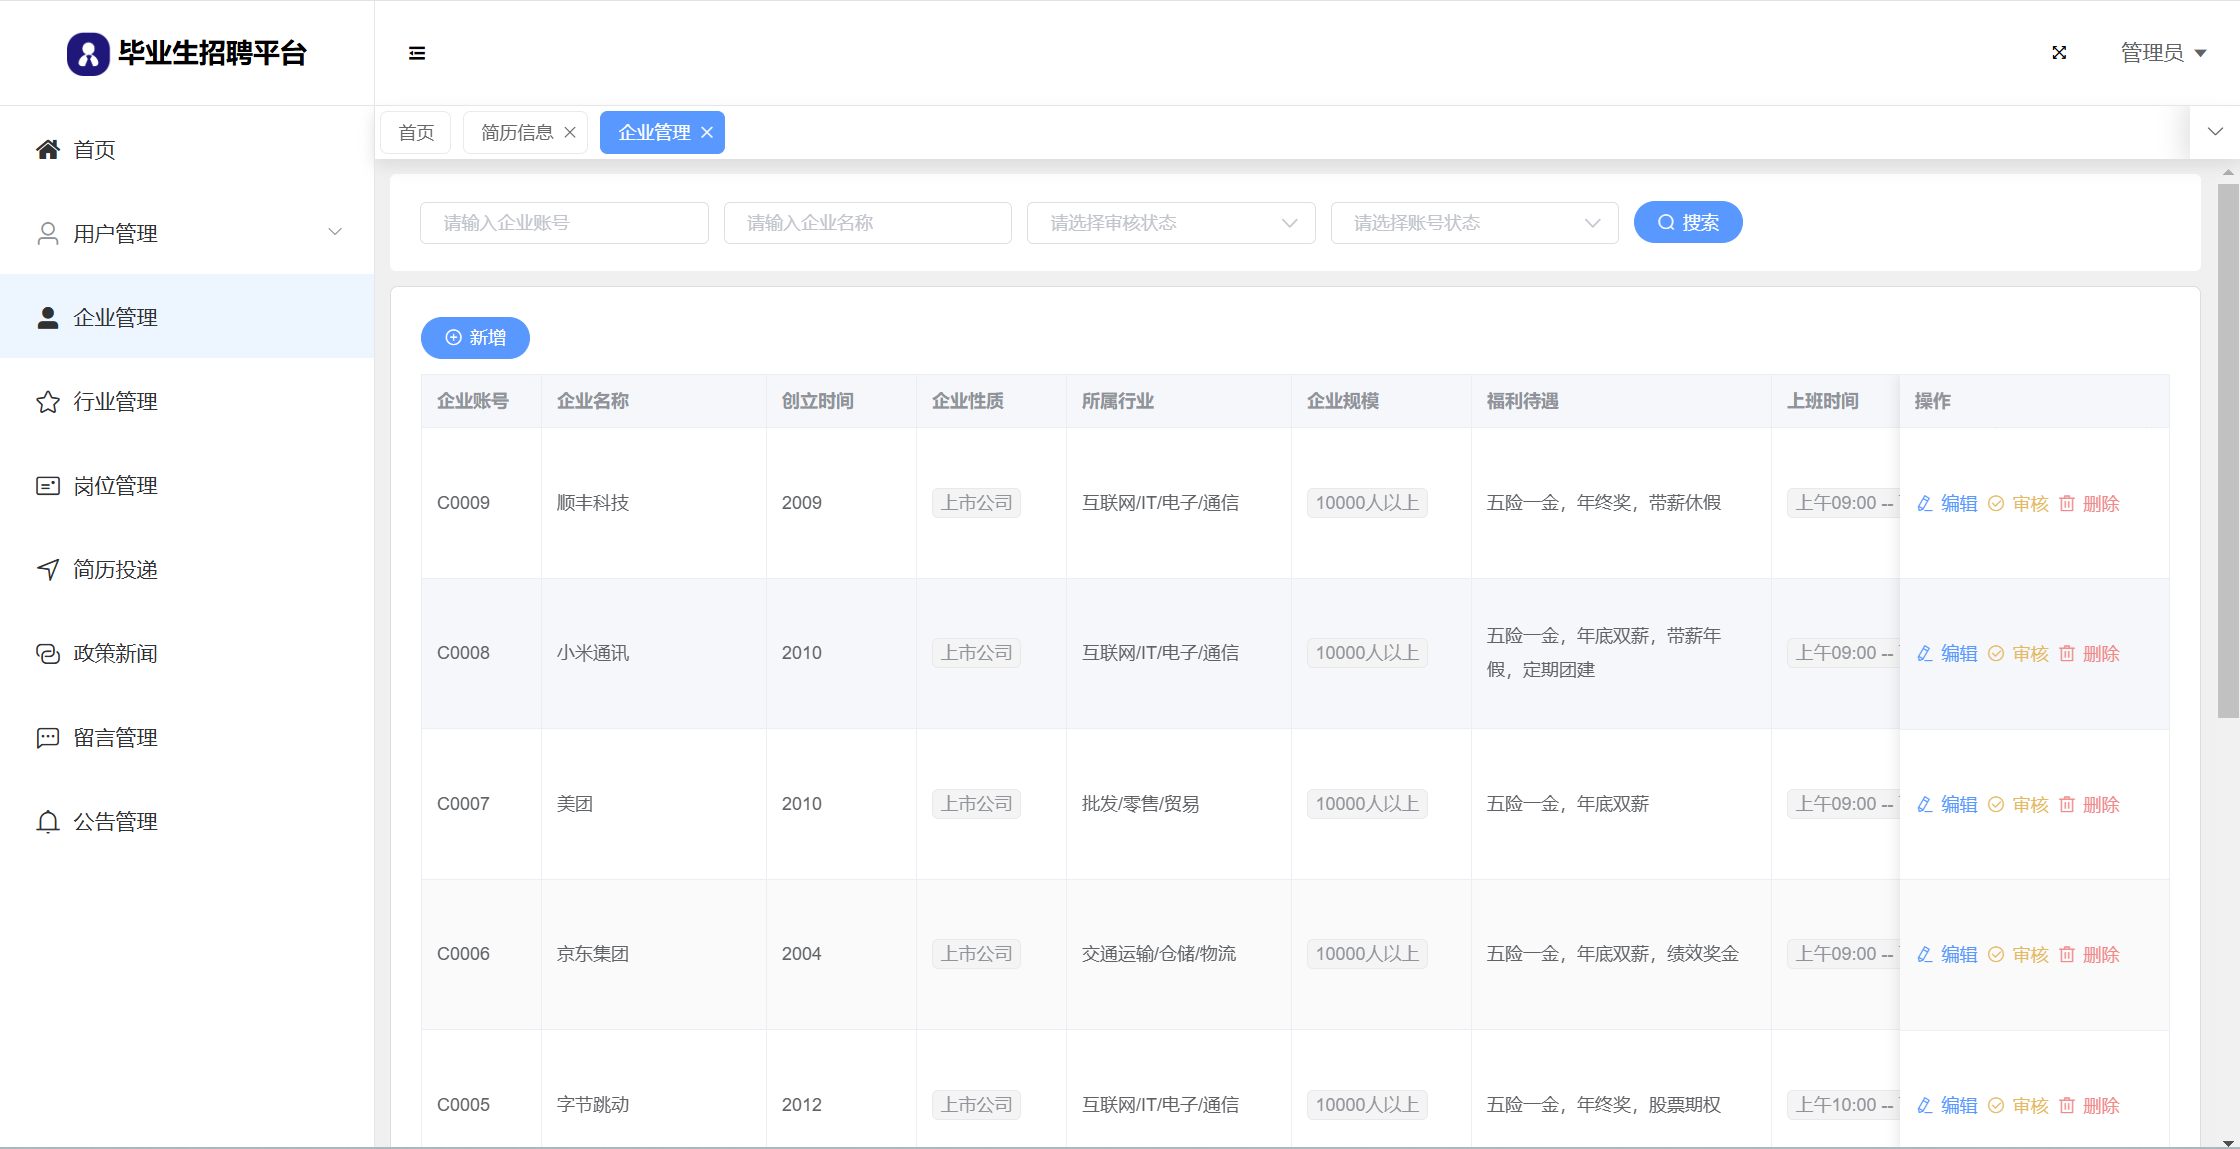 毕业生招聘平台
管理员
首页
用户管理
企业管理
行业管理
岗位管理
简历投递
政策新闻
留言管理
公告管理
首页 简历信息 企业管理
请输入企业账号 请输入企业名称 请选择审核状态 请选择账号状态 搜索
新增
企业账号 企业名称 创立时间 企业性质 所属行业 企业规模 福利待遇 上班时间 操作
C0009 顺丰科技 2009 上市公司 互联网/IT/电子/通信 10000人以上 五险一金，年终奖，带薪休假 上午09:00 -- 编辑 审核 删除
C0008 小米通讯 2010 上市公司 互联网/IT/电子/通信 10000人以上 五险一金，年底双薪，带薪年
假，定期团建 上午09:00 -- 编辑 审核 删除
C0007 美团 2010 上市公司 批发/零售/贸易 10000人以上 五险一金，年底双薪 上午09:00 -- 编辑 审核 删除
C0006 京东集团 2004 上市公司 交通运输/仓储/物流 10000人以上 五险一金，年底双薪，绩效奖金 上午09:00 -- 编辑 审核 删除
C0005 字节跳动 2012 上市公司 互联网/IT/电子/通信 10000人以上 五险一金，年终奖，股票期权 上午10:00 -- 编辑 审核 删除